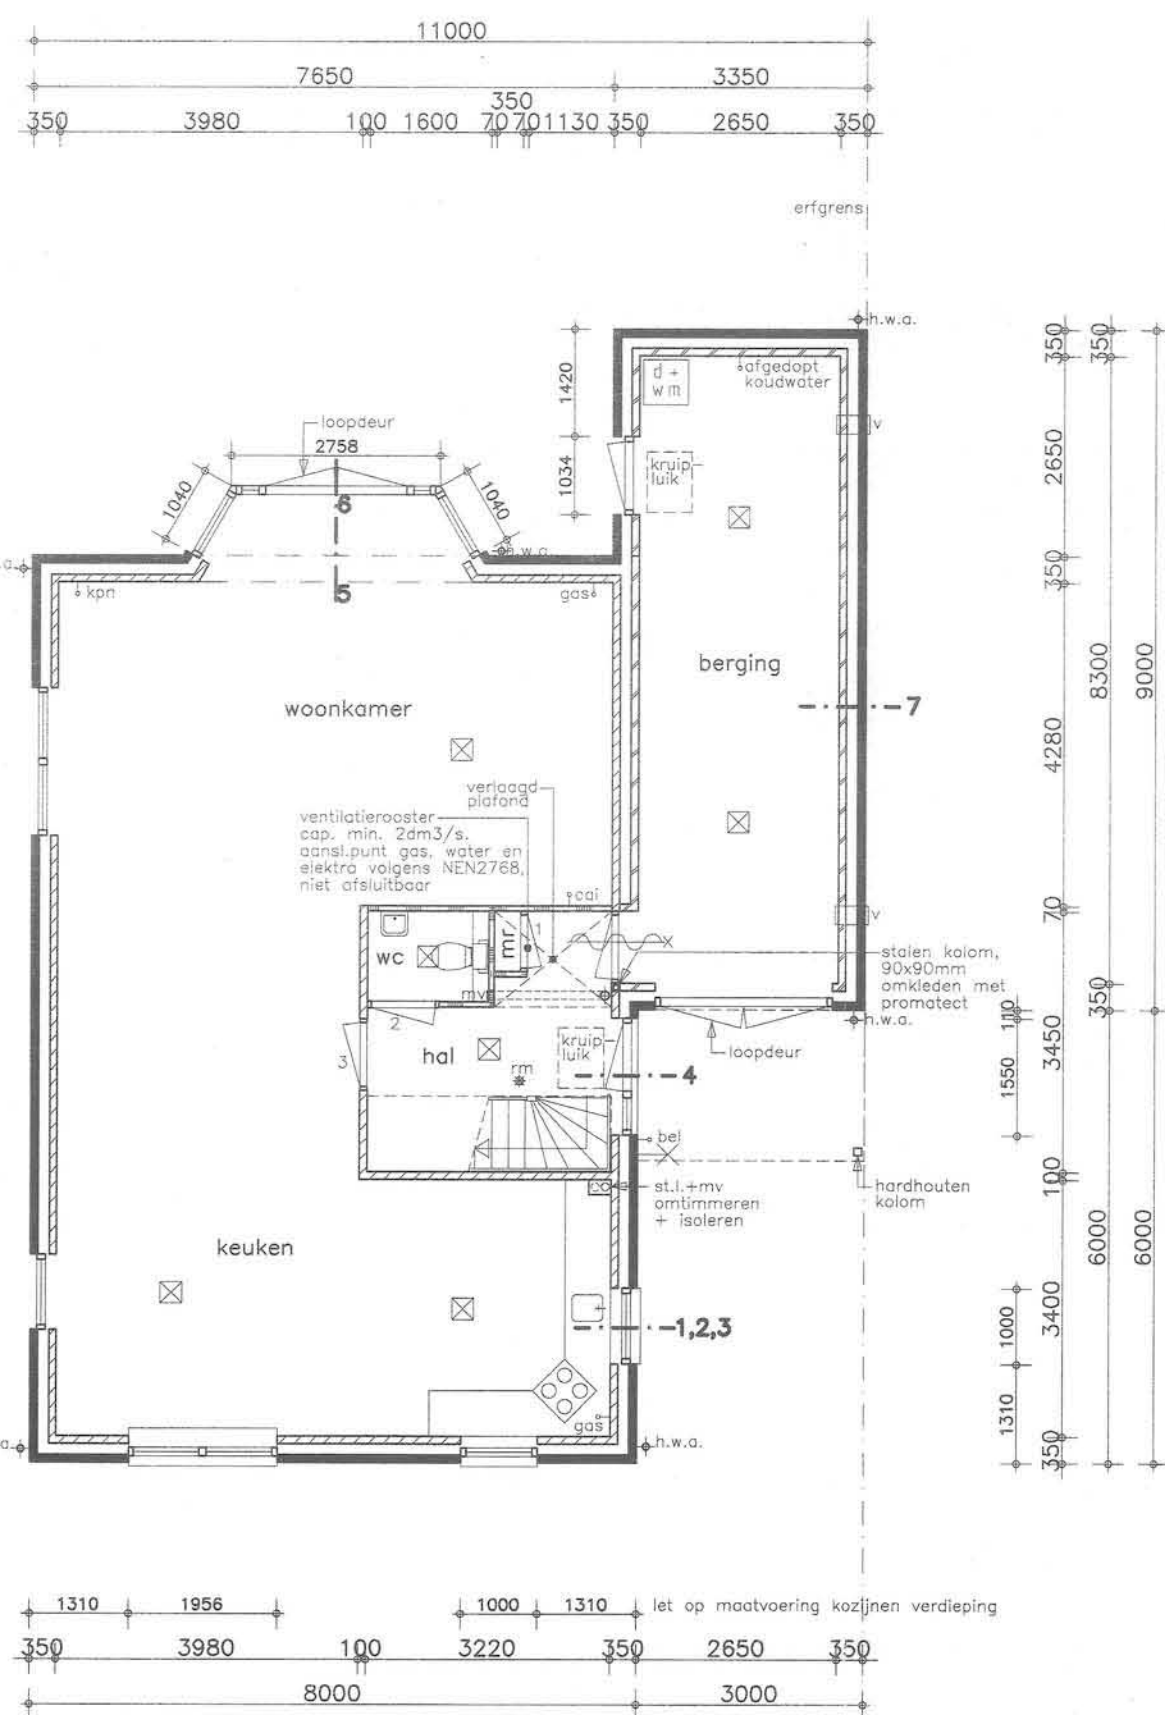 11000
7650 3350
350
350 3980 100 1600 70 70 1130 350 2650 350
erfgrens
h.w.a.
350 350
d + wm
afgedopt
koudwater
1420
v
loopdeur
2758
2650
1040 1040
1034
kruip
luik
6
h.w.a.
350
kpn
5
gas
berging
8300 9000
woonkamer
7
4280
verlaagd
plafond
ventilatierooster
cap. min. 2dm3/s.
aansl.punt gas, water en
elektra volgens NEN2768,
niet afsluitbaar
cai
70
v
wc
mr
1
stalen kolom,
90x90mm
omkleden met
promatect
mv
350
110
h.w.a.
2
3
hal
kruip
luik
loopdeur
3450
rm
4
1550
bel
100
st.l.+mv
omtimmeren
+ isoleren
hardhouten
kolom
keuken
6000 6000
1,2,3
1000
3400
1310
gas
h.w.a.
350
1310 1956 1000 1310 let op maatvoering kozijnen verdieping
350 3980 100 3220 350 2650 350
8000 3000